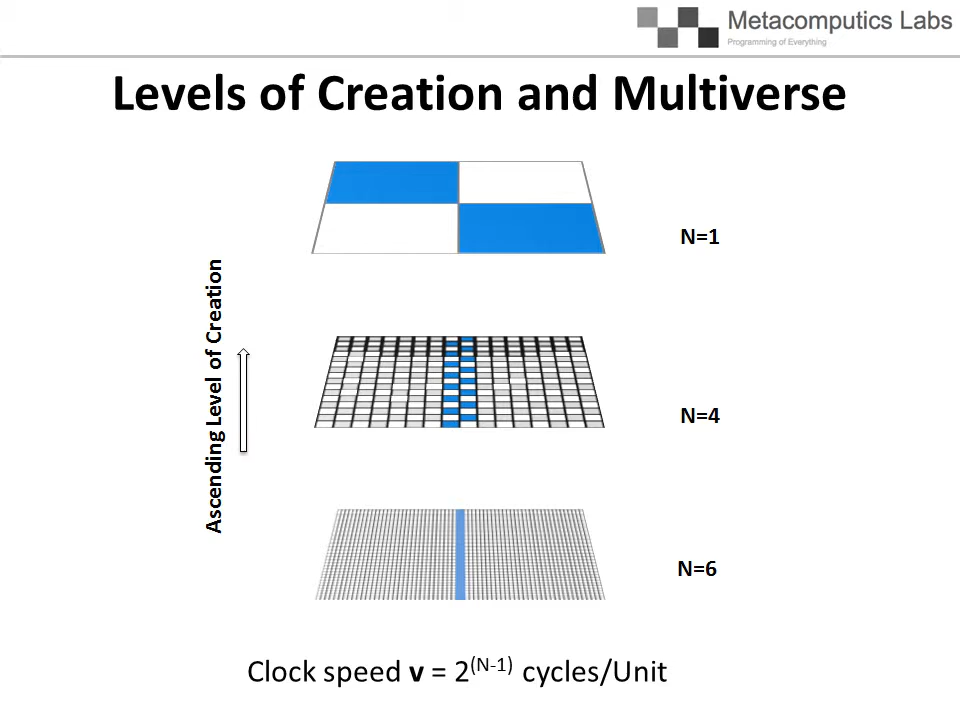 Metacomputics Labs
Programming of Everything
Levels of Creation and Multiverse
N=1
Ascending Level of Creation
N=4
N=6
Clock speed v = 2^(N-1) cycles/Unit